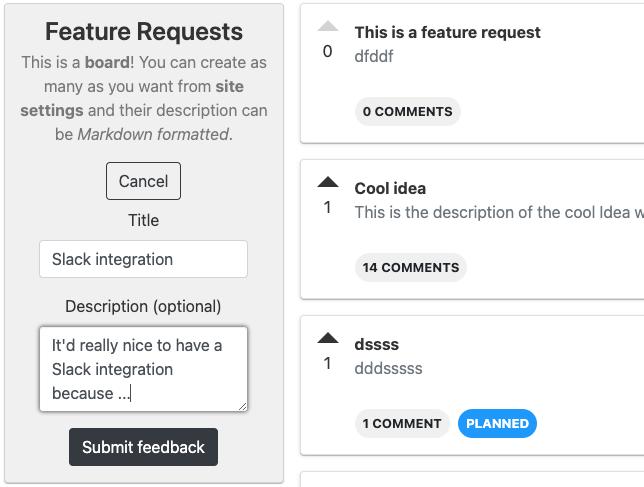 Feature Requests
This is a board! You can create as
many as you want from site
settings and their description can
be Markdown formatted.
Cancel
Title
Slack integration
Description (optional)
It'd really nice to have a
Slack integration
because ...
Submit feedback
This is a feature request
0
dfddf
0 COMMENTS
Cool idea
1
This is the description of the cool Idea w
14 COMMENTS
dssss
1
dddsssss
1 COMMENT
PLANNED